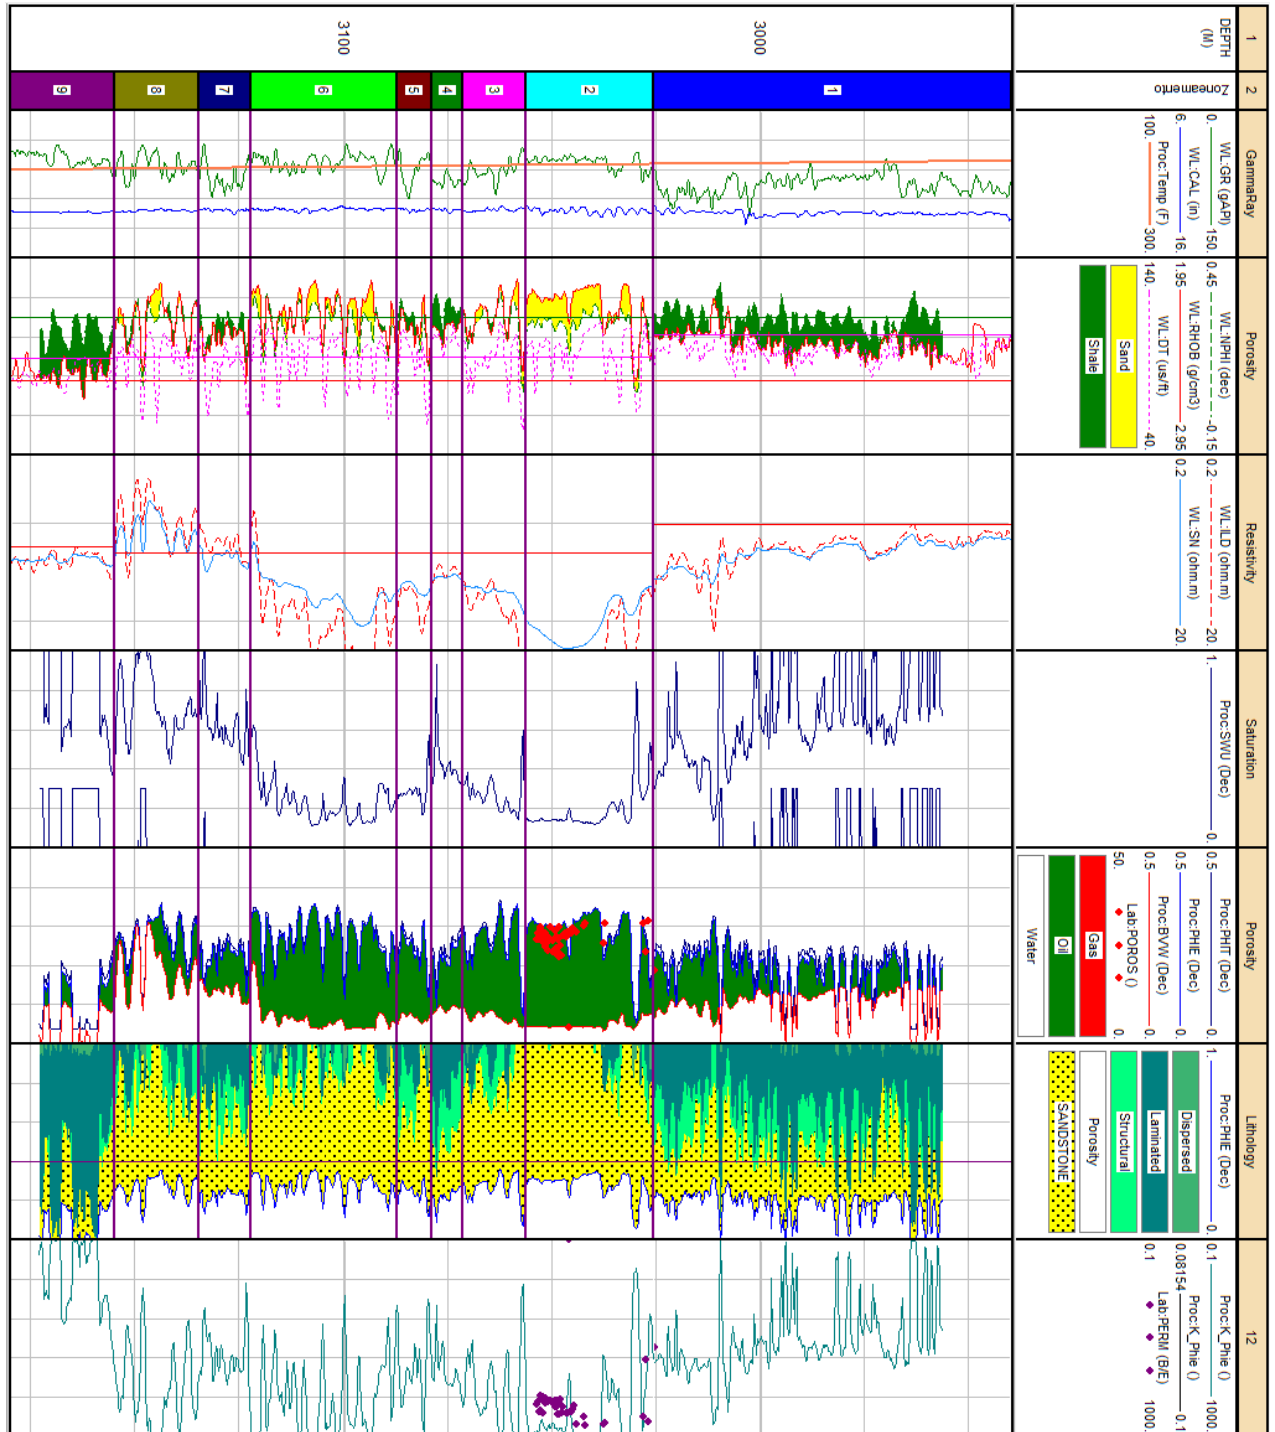 1
DEPTH
(M)
3100
3000
2
Zoneamento
9
8
7
6
5
4
3
2
1
GammaRay
0. WL:GR (gAPI) 150.
6. WL:CAL (in) 16.
100. Proc:Temp (F) 300.
Porosity
0.45 WL:NPHI (dec) -0.15
1.95 WL:RHOB (g/cm3) 2.95
140. WL:DT (us/ft) 40.
Sand
Shale
Resistivity
0.2 WL:ILD (ohm.m) 20.
0.2 WL:SN (ohm.m) 20.
Saturation
1. Proc:SWU (Dec) 0.
Porosity
0.5 Proc:PHIT (Dec) 0.
0.5 Proc:PHIE (Dec) 0.
0.5 Proc:BVW (Dec) 0.
50. Lab:POROS () 0.
Gas
Oil
Water
Lithology
1. Proc:PHIE (Dec) 0.
Dispersed
Laminated
Structural
Porosity
SANDSTONE
12
0.1 Proc:K_Phie () 1000.
0.08154 Proc:K_Phie () 0.1
0.1 Lab:PERM (B/E) 1000.